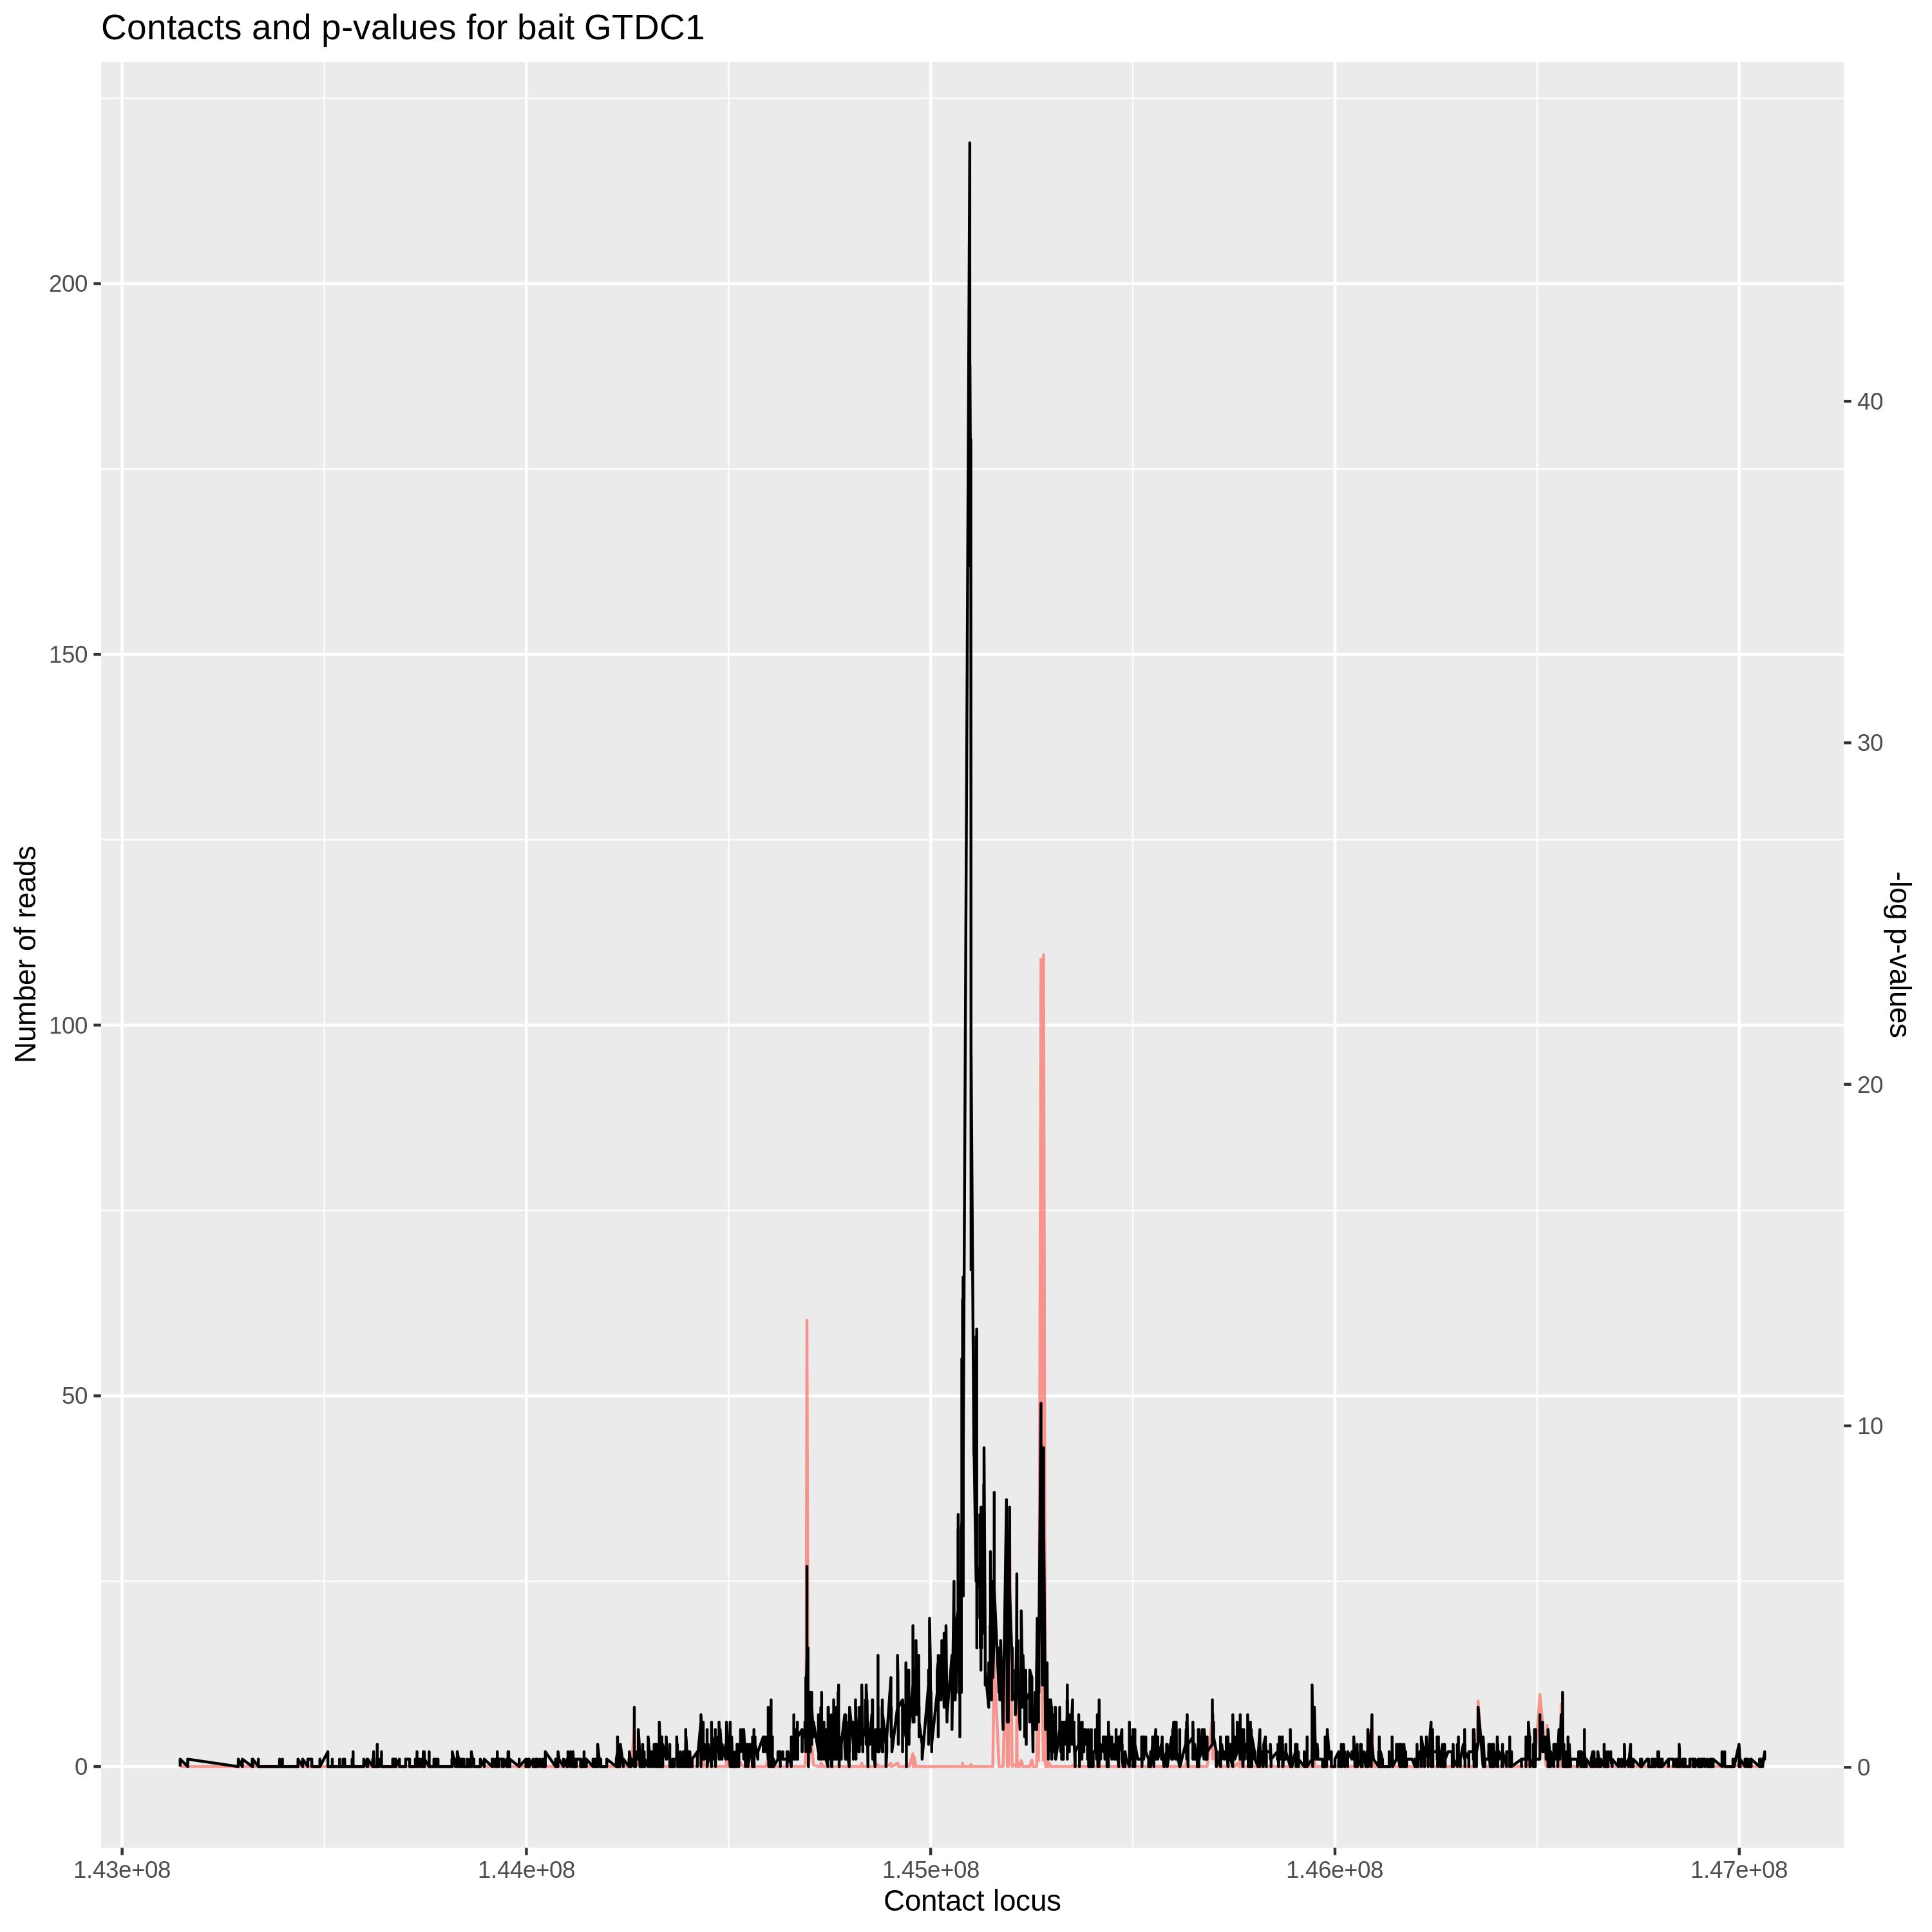 Contacts and p-values for bait GTDC1
Number of reads
200
150
100
50
0
40
30
20
10
0
-log p-values
1.43e+08 1.44e+08 1.45e+08 1.46e+08 1.47e+08
Contact locus